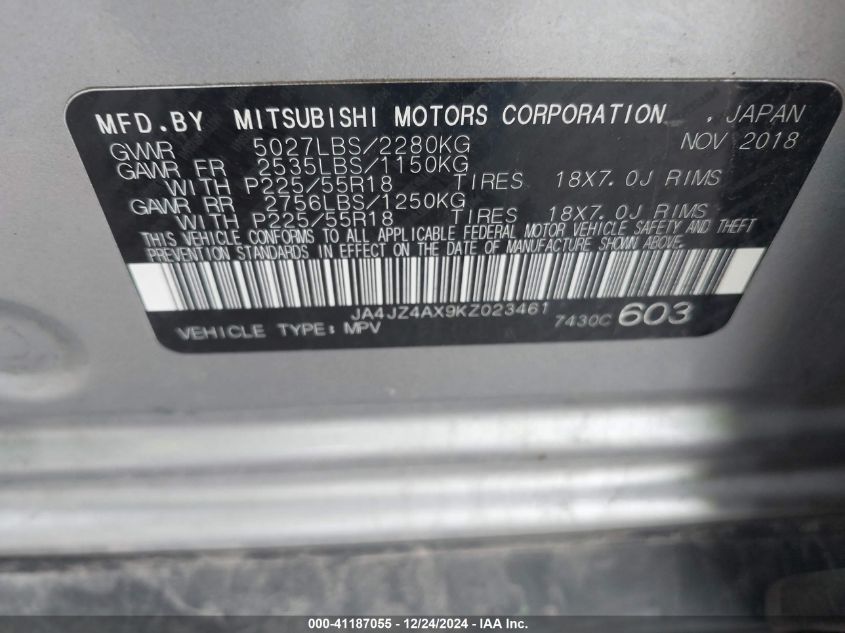 MFD.BY MITSUBISHI MOTORS CORPORATION , JAPAN
GVWR 5027LBS/2280KG NOV 2018
GAWR FR 2535LBS/1150KG
WITH P225/55R18 TIRES 18X7.0J RIMS
GAWR RR 2756LBS/1250KG
WITH P225/55R18 TIRES 18X7.0J RIMS
THIS VEHICLE CONFORMS TO ALL APPLICABLE FEDERAL MOTOR VEHICLE SAFETY AND THEFT
PREVENTION STANDARDS IN EFFECT ON THE DATE OF MANUFACTURE SHOWN ABOVE.
JA4JZ4AX9KZ023461
VEHICLE TYPE:MPV 7430C 603
000-41187055 — 12/24/2024 — IAA Inc.